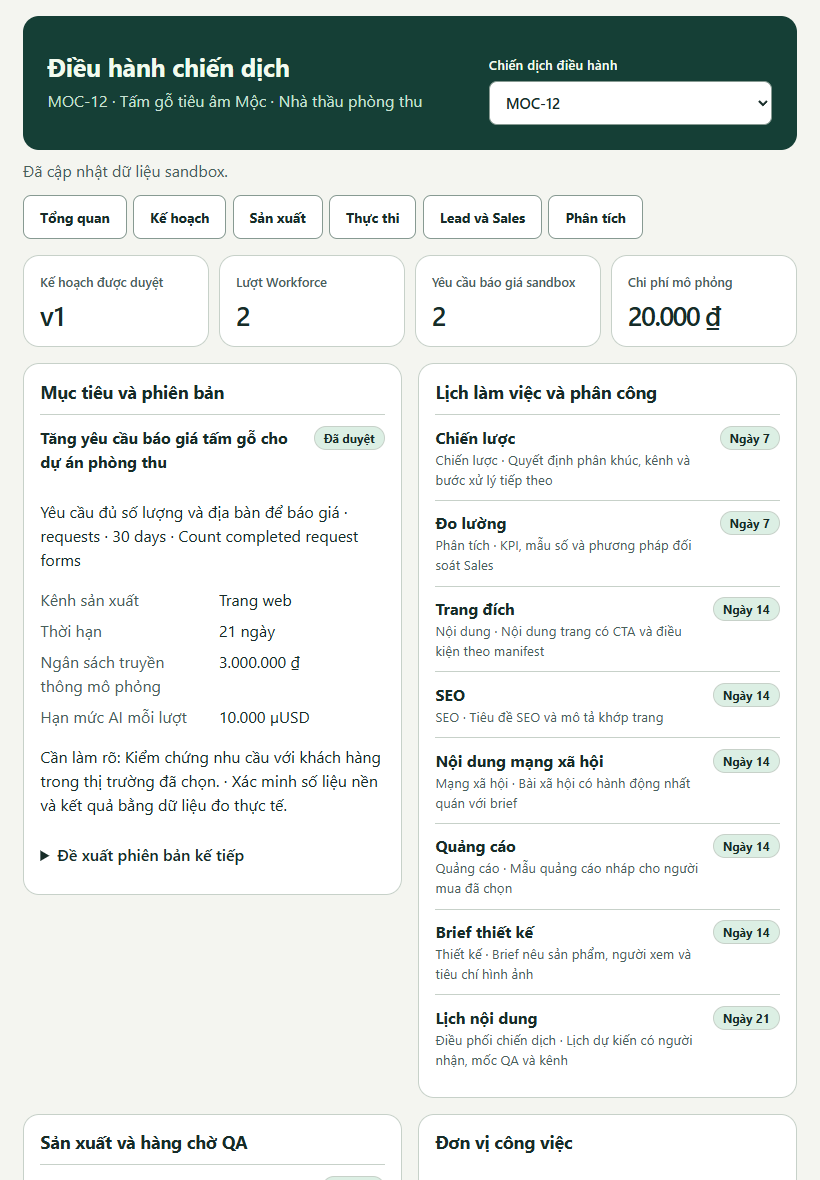 Điều hành chiến dịch
MOC-12 · Tấm gỗ tiêu âm Mộc · Nhà thầu phòng thu
Chiến dịch điều hành
MOC-12
Đã cập nhật dữ liệu sandbox.
Tổng quan
Kế hoạch
Sản xuất
Thực thi
Lead và Sales
Phân tích
Kế hoạch được duyệt
v1
Lượt Workforce
2
Yêu cầu báo giá sandbox
2
Chi phí mô phỏng
20.000 ₫
Mục tiêu và phiên bản
Tăng yêu cầu báo giá tấm gỗ cho
dự án phòng thu
Đã duyệt
Yêu cầu đủ số lượng và địa bàn để báo giá ·
requests · 30 days · Count completed request
forms
Kênh sản xuất
Trang web
Thời hạn
21 ngày
Ngân sách truyền
thông mô phỏng
3.000.000 ₫
Hạn mức AI mỗi lượt
10.000 µUSD
Cần làm rõ: Kiểm chứng nhu cầu với khách hàng
trong thị trường đã chọn. · Xác minh số liệu nền
và kết quả bằng dữ liệu đo thực tế.
Đề xuất phiên bản kế tiếp
Lịch làm việc và phân công
Chiến lược
Ngày 7
Chiến lược · Quyết định phân khúc, kênh và
bước xử lý tiếp theo
Đo lường
Ngày 7
Phân tích · KPI, mẫu số và phương pháp đối
soát Sales
Trang đích
Ngày 14
Nội dung · Nội dung trang có CTA và điều
kiện theo manifest
SEO
Ngày 14
SEO · Tiêu đề SEO và mô tả khớp trang
Nội dung mạng xã hội
Ngày 14
Mạng xã hội · Bài xã hội có hành động nhất
quán với brief
Quảng cáo
Ngày 14
Quảng cáo · Mẫu quảng cáo nháp cho người
mua đã chọn
Brief thiết kế
Ngày 14
Thiết kế · Brief nêu sản phẩm, người xem và
tiêu chí hình ảnh
Lịch nội dung
Ngày 21
Điều phối chiến dịch · Lịch dự kiến có người
nhận, mốc QA và kênh
Sản xuất và hàng chờ QA
Đơn vị công việc